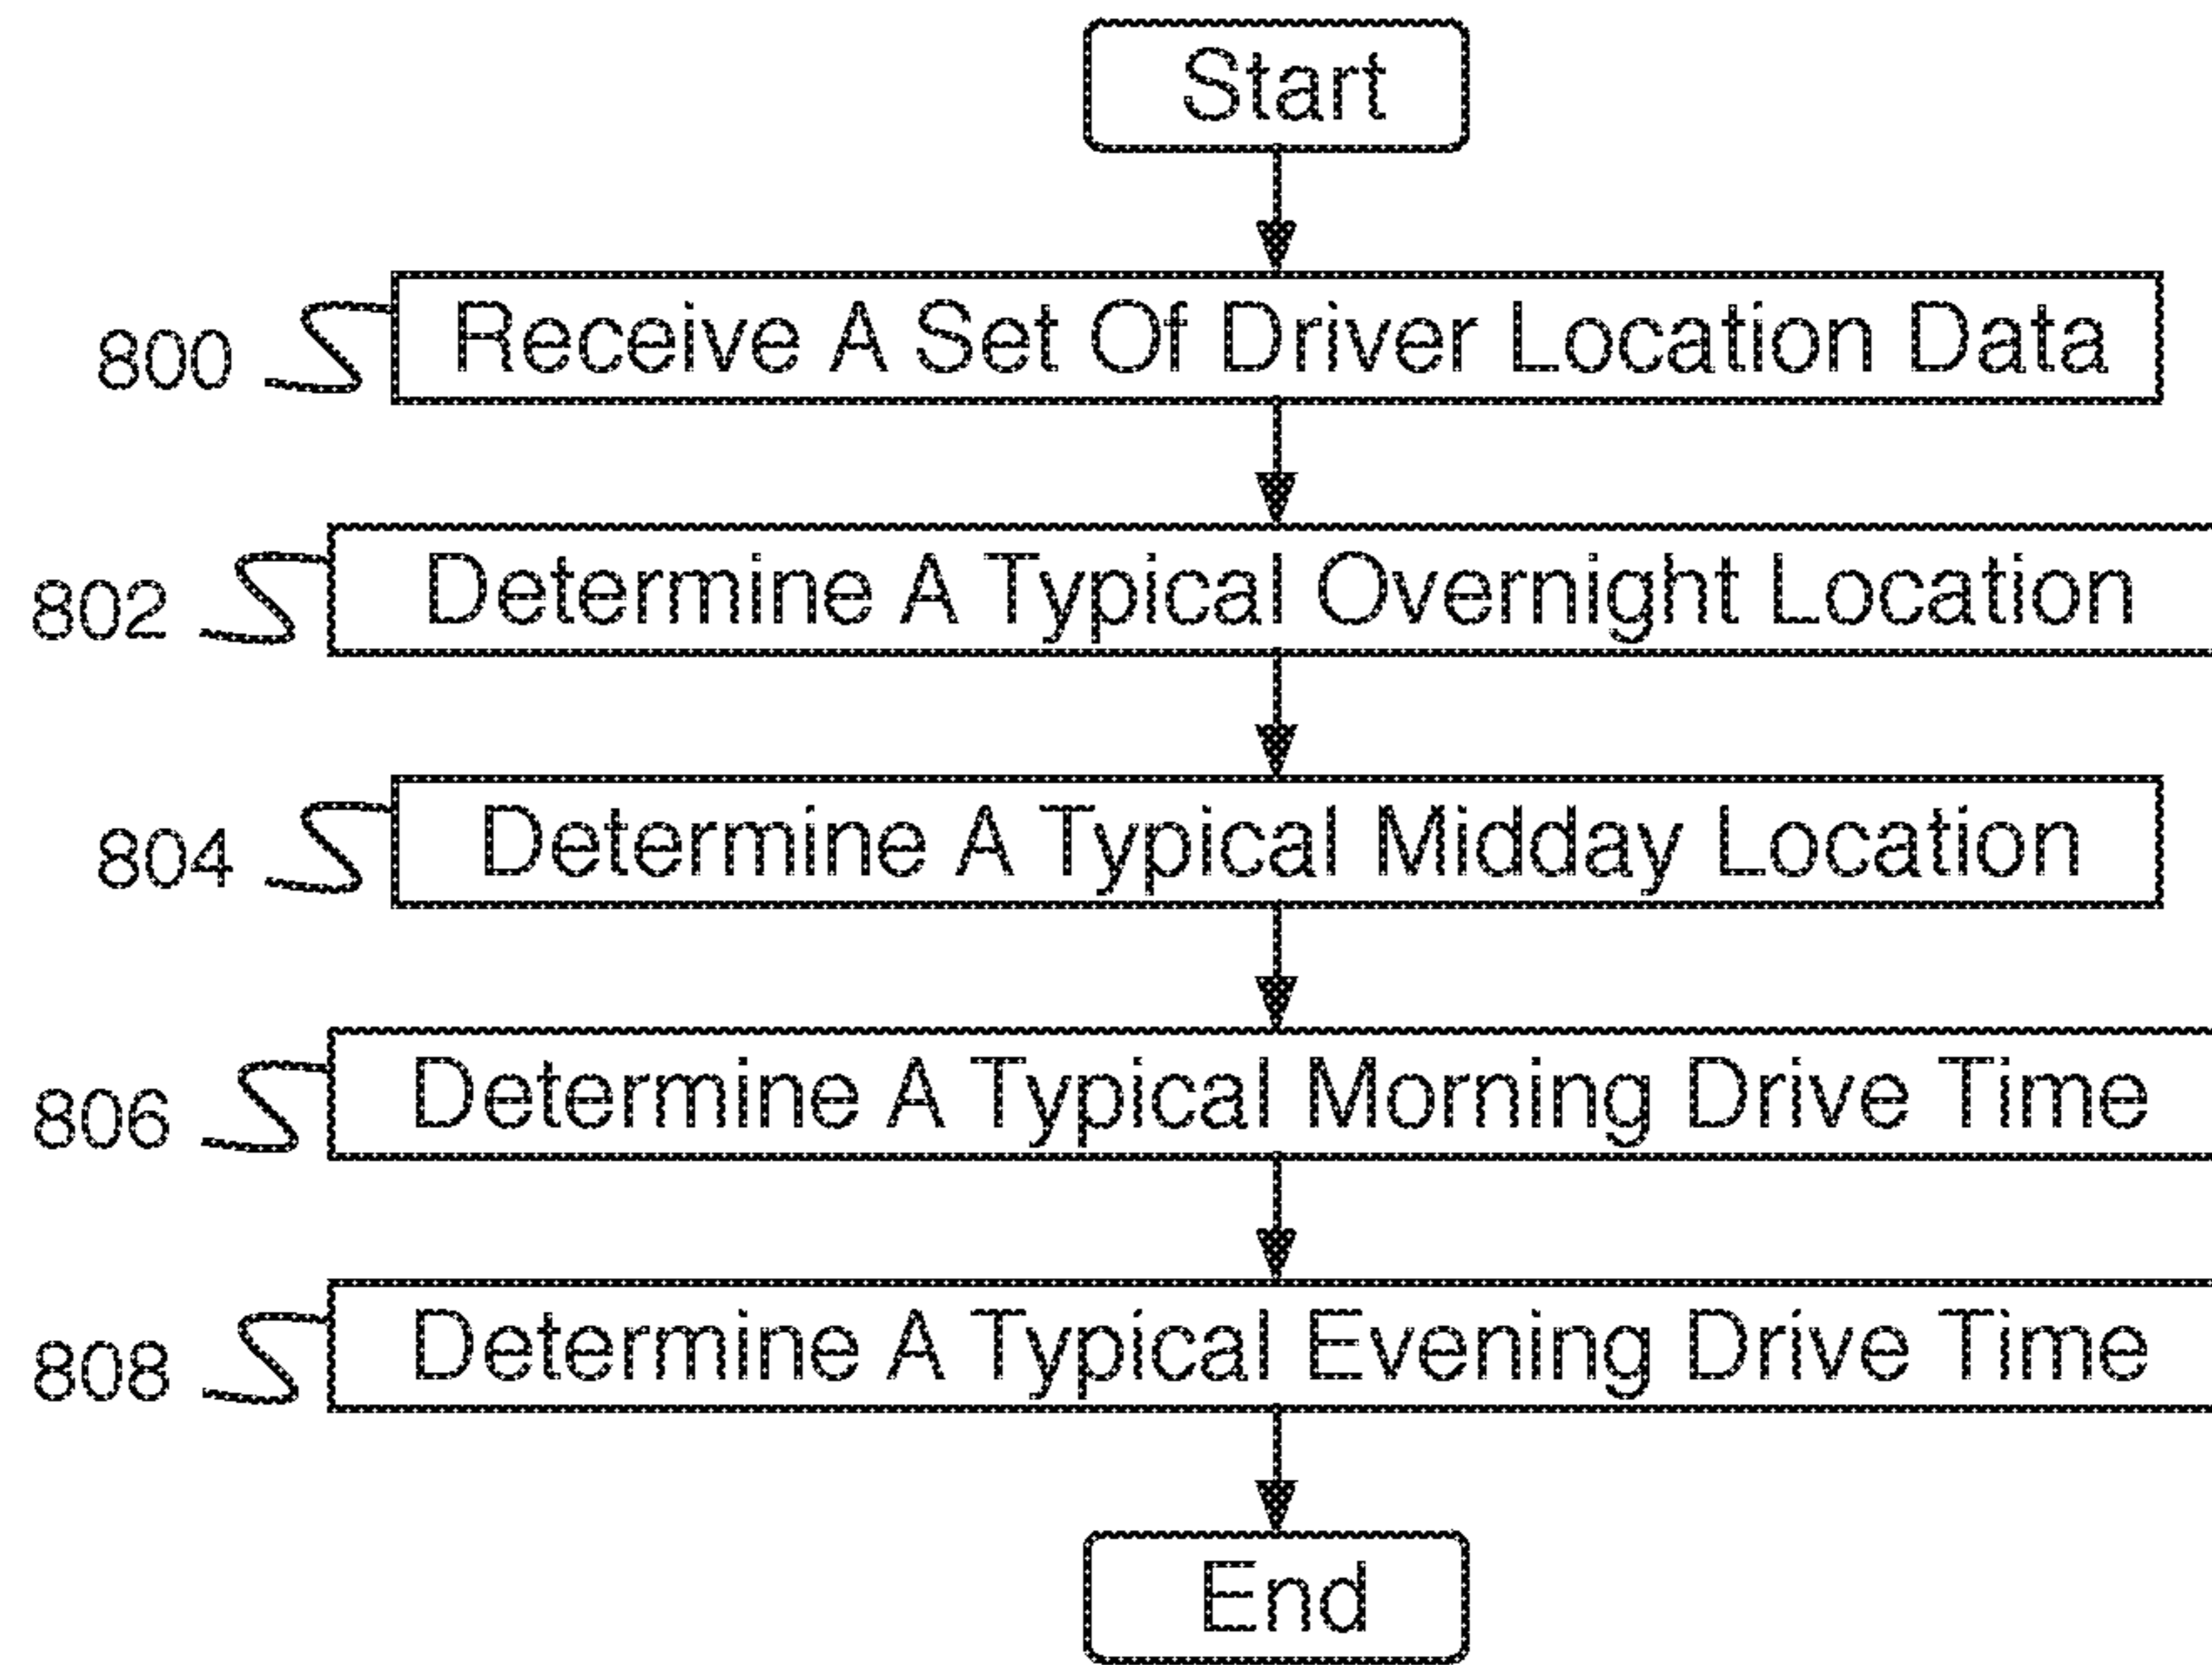 Start
800 Receive A Set Of Driver Location Data
802 Determine A Typical Overnight Location
804 Determine A Typical Midday Location
806 Determine A Typical Morning Drive Time
808 Determine A Typical Evening Drive Time
End